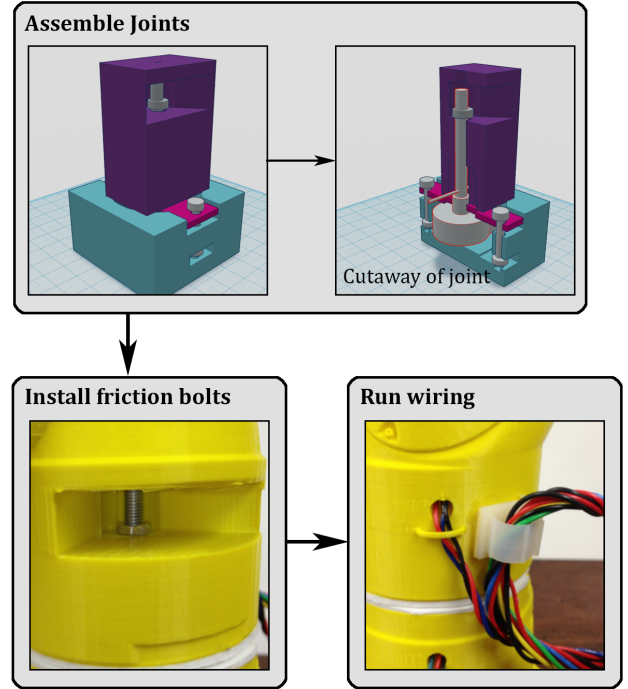 Assemble Joints
Cutaway of joint
Install friction bolts
Run wiring